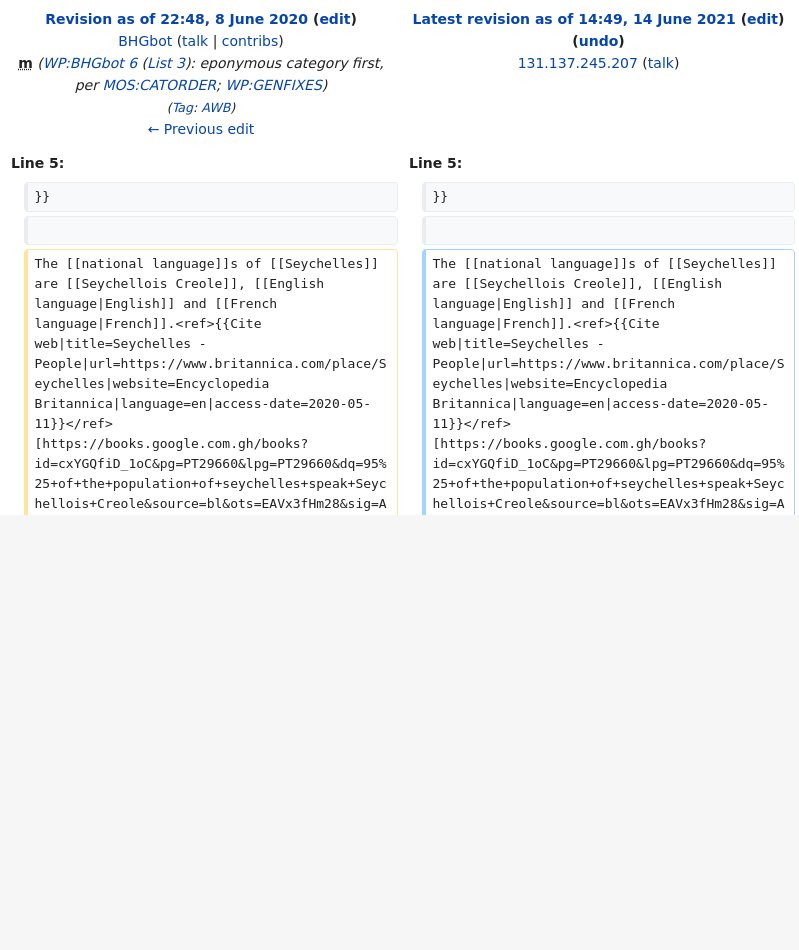 Revision as of 22:48, 8 June 2020 (edit)
BHGbot (talk | contribs)
m (WP:BHGbot 6 (List 3): eponymous category first,
per MOS:CATORDER; WP:GENFIXES)
(Tag: AWB)
← Previous edit
Latest revision as of 14:49, 14 June 2021 (edit)
(undo)
131.137.245.207 (talk)
Line 5:
}}
The [[national language]]s of [[Seychelles]]
are [[Seychellois Creole]], [[English
language|English]] and [[French
language|French]].<ref>{{Cite
web|title=Seychelles -
People|url=https://www.britannica.com/place/S
eychelles|website=Encyclopedia
Britannica|language=en|access-date=2020-05-
11}}</ref>
[https://books.google.com.gh/books?
id=cxYGQfiD_1oC&pg=PT29660&lpg=PT29660&dq=95%
25+of+the+population+of+seychelles+speak+Seyc
hellois+Creole&source=bl&ots=EAVx3fHm28&sig=A
Line 5:
}}
The [[national language]]s of [[Seychelles]]
are [[Seychellois Creole]], [[English
language|English]] and [[French
language|French]].<ref>{{Cite
web|title=Seychelles -
People|url=https://www.britannica.com/place/S
eychelles|website=Encyclopedia
Britannica|language=en|access-date=2020-05-
11}}</ref>
[https://books.google.com.gh/books?
id=cxYGQfiD_1oC&pg=PT29660&lpg=PT29660&dq=95%
25+of+the+population+of+seychelles+speak+Seyc
hellois+Creole&source=bl&ots=EAVx3fHm28&sig=A